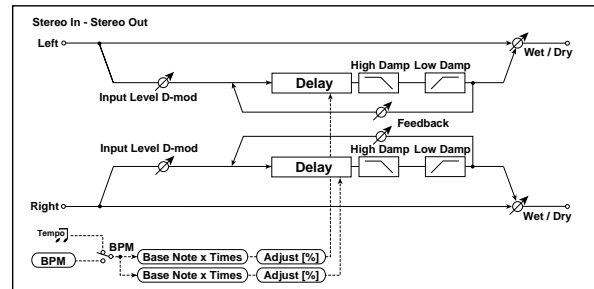 Stereo In - Stereo Out
Left
Wet / Dry
High Damp Low Damp
Delay
Input Level D-mod
Feedback
Input Level D-mod
High Damp Low Damp
Delay
Right
Wet / Dry
Tempo
BPM
BPM
Base Note x Times Adjust [%]
Base Note x Times Adjust [%]